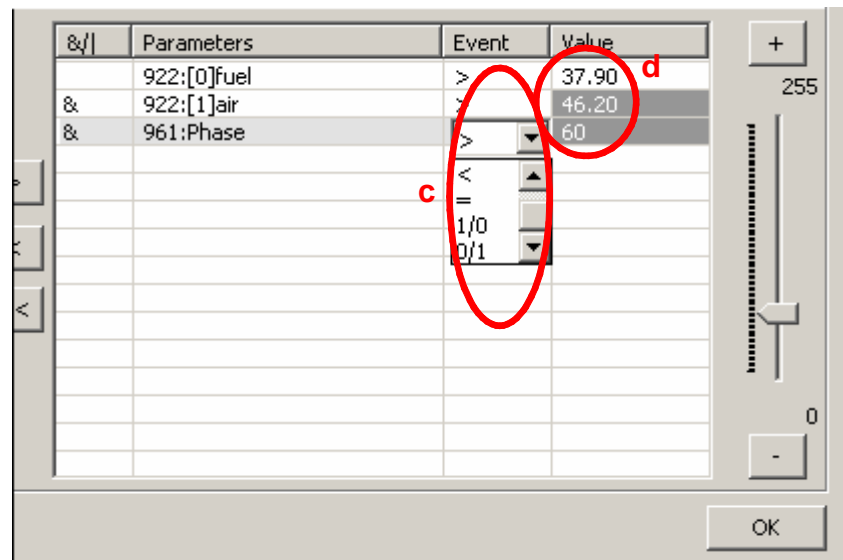 &/| Parameters Event Value +
922:[0]fuel > 37.90 d
255
& 922:[1]air > 46.20
& 961:Phase > 60
>
c <
=
1/0
<
0/1
<
0
-
OK